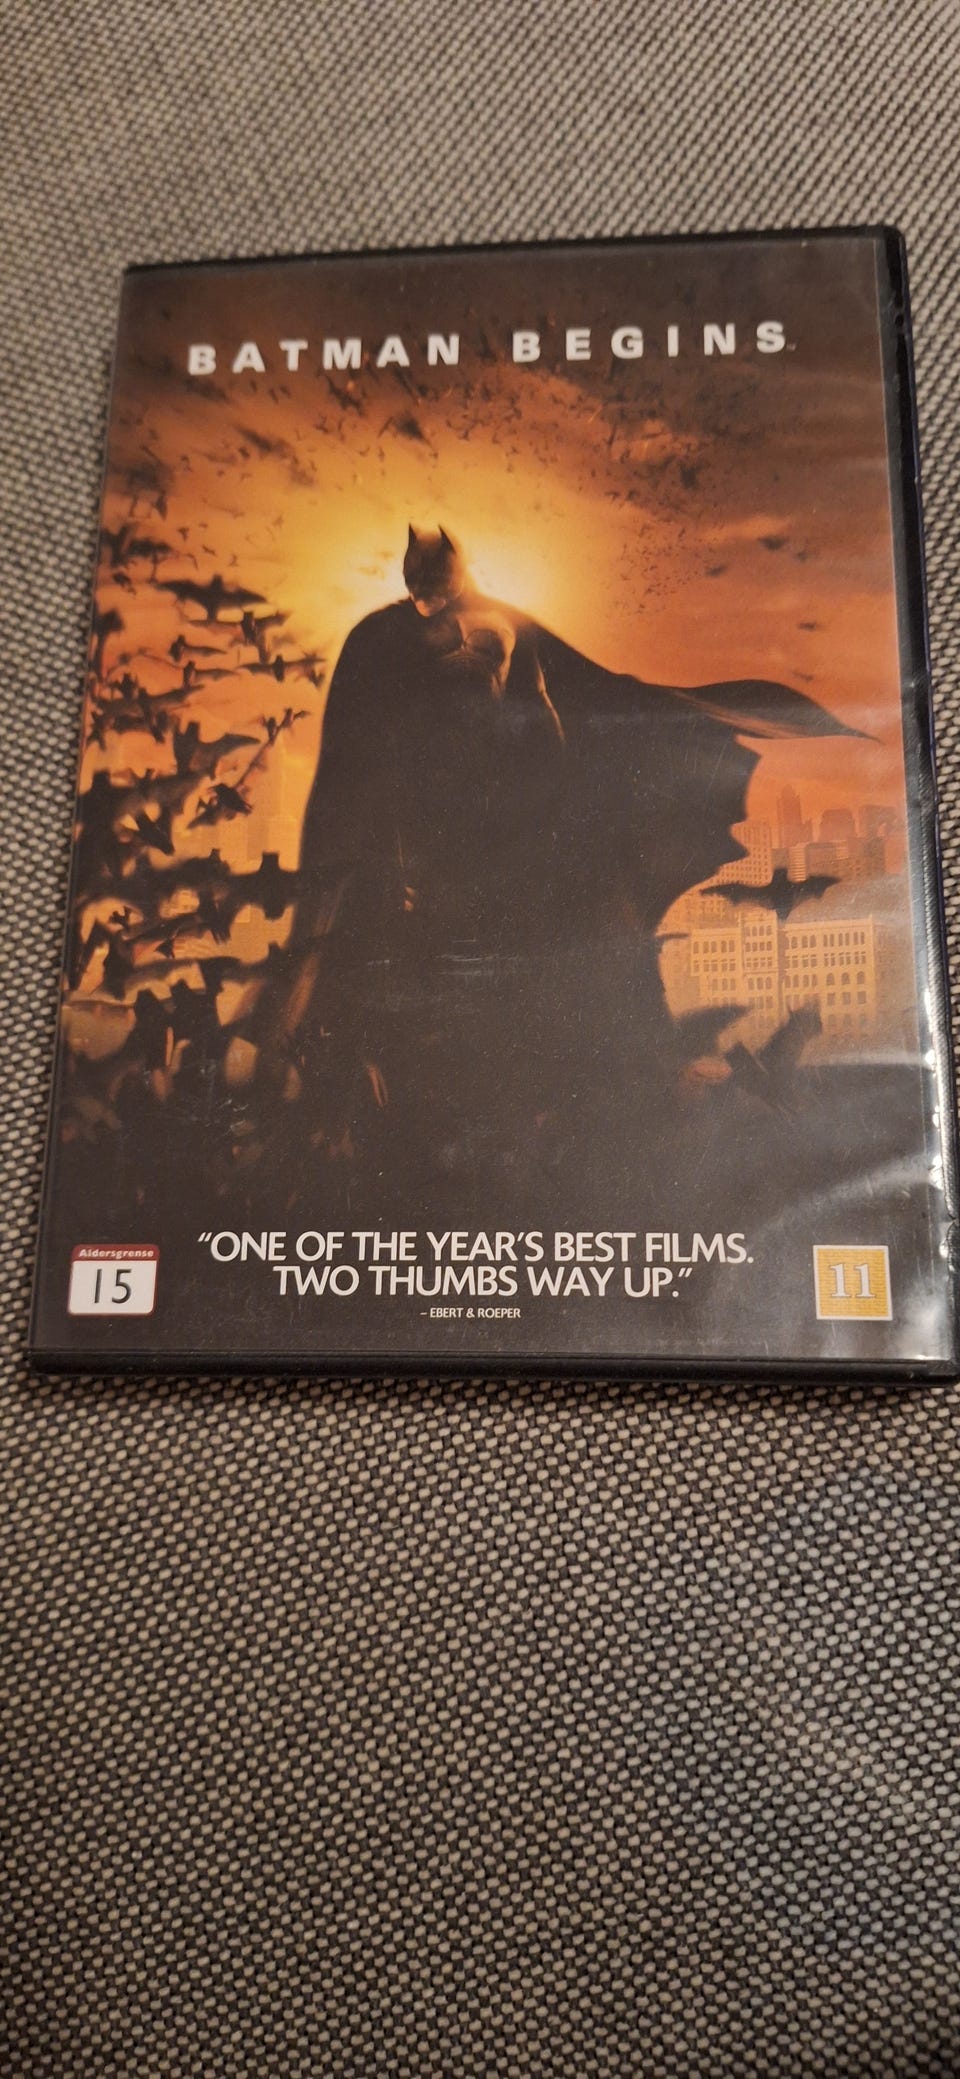 BATMAN BEGINS
"ONE OF THE YEAR'S BEST FILMS.
TWO THUMBS WAY UP."
– EBERT & ROEPER
Aldersgrense
15
11